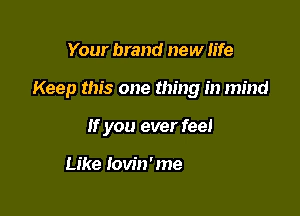 Your brand new life
Keep this one thing in mind
If you ever feel
Like lovin' me